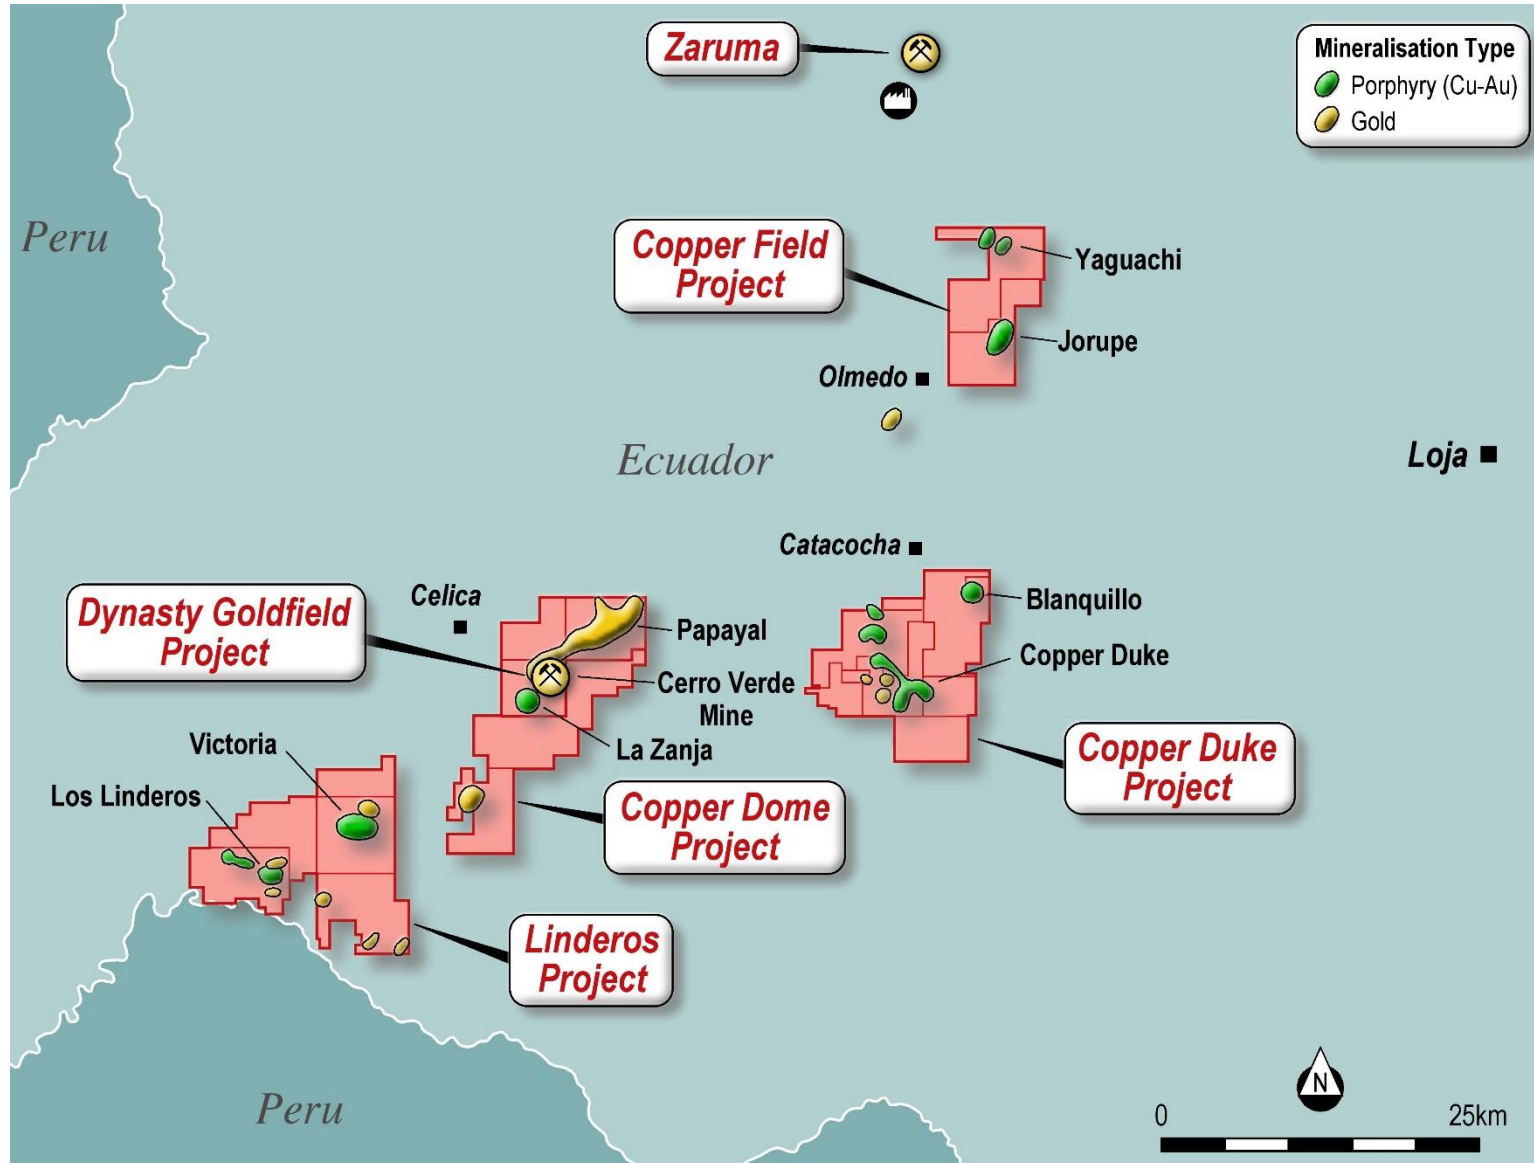 Zaruma
Mineralisation Type
Porphyry (Cu-Au)
Gold
Peru
Copper Field
Project
Yaguachi
Jorupe
Olmedo
Ecuador
Loja
Catacocha
Celica
Dynasty Goldfield
Project
Papayal
Cerro Verde
Mine
La Zanja
Blanquillo
Copper Duke
Copper Duke
Project
Victoria
Los Linderos
Copper Dome
Project
Linderos
Project
Peru
N
0
25km